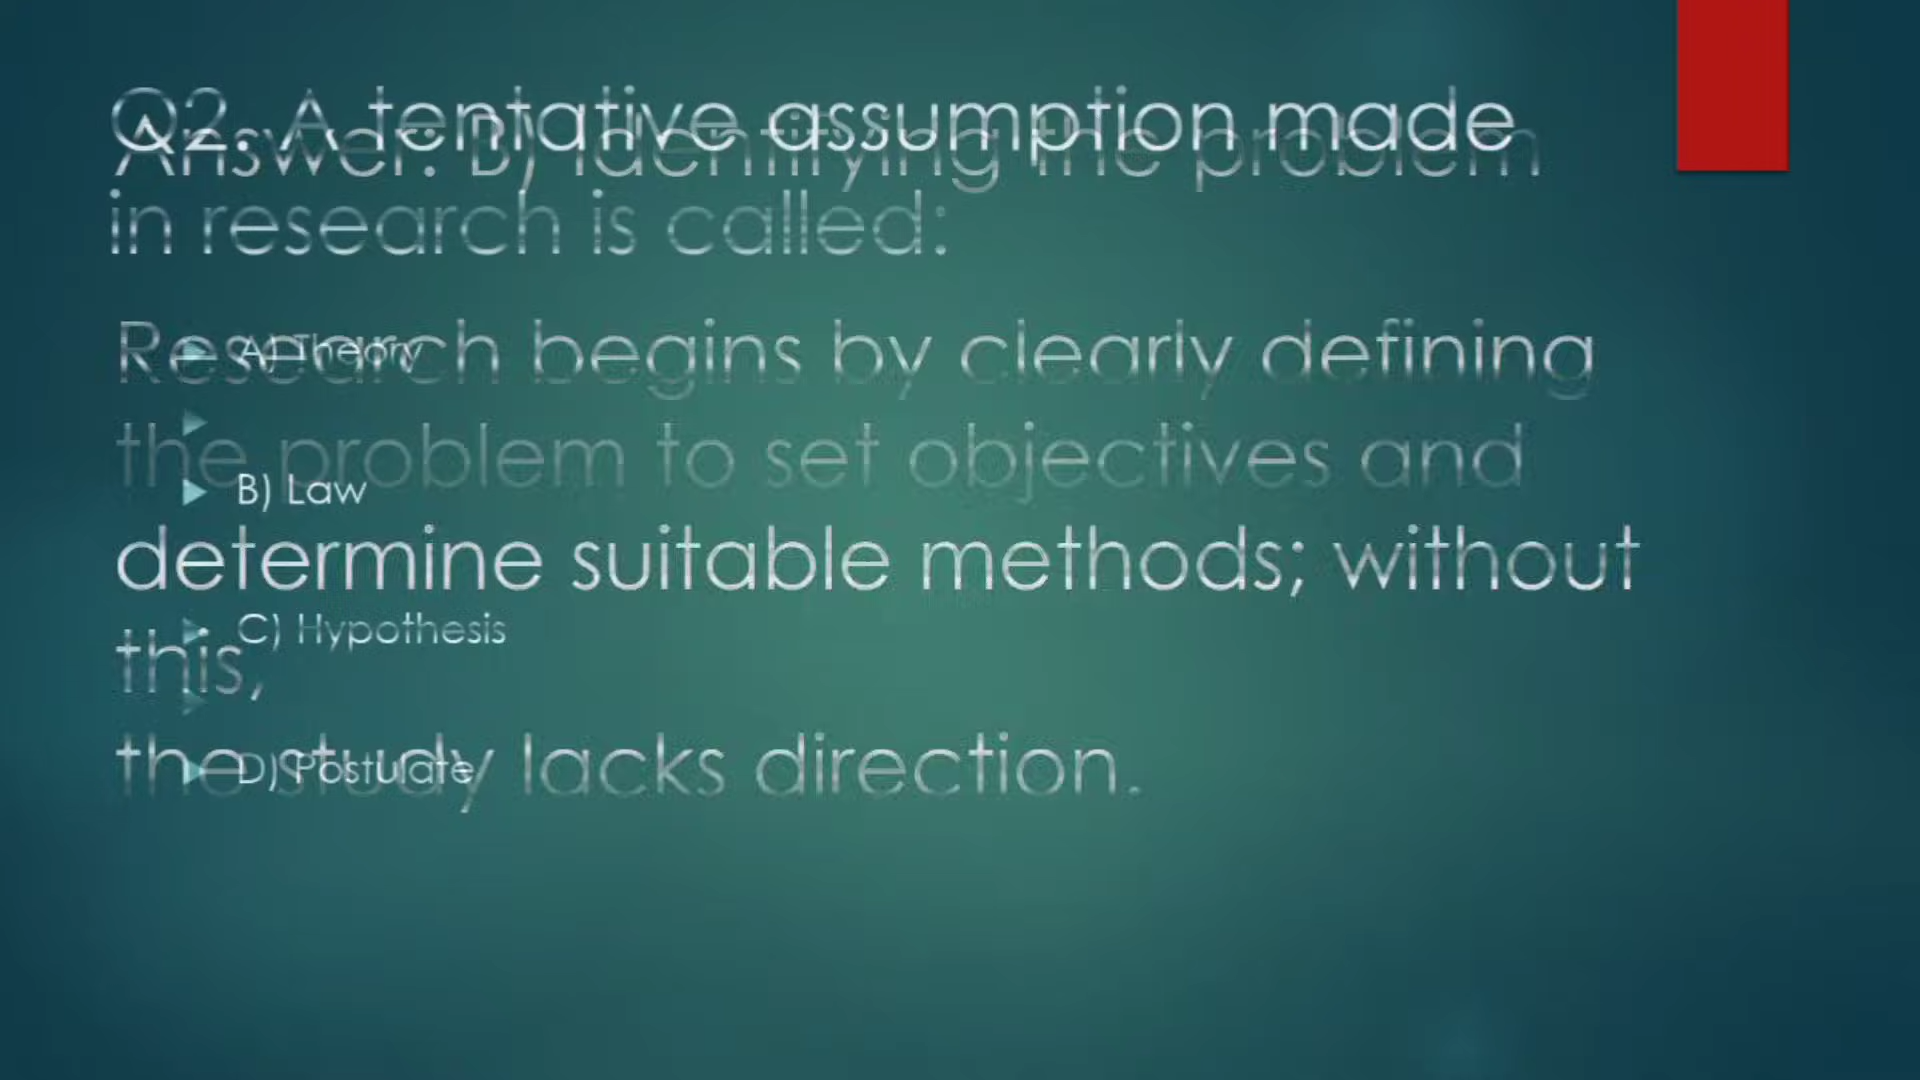 Q2. A tentative assumption made
in research is called:
A) Theory
B) Law
C) Hypothesis
D) Postulate
Answer: B) Identifying the problem
Research begins by clearly defining
the problem to set objectives and
determine suitable methods; without
this,
the study lacks direction.